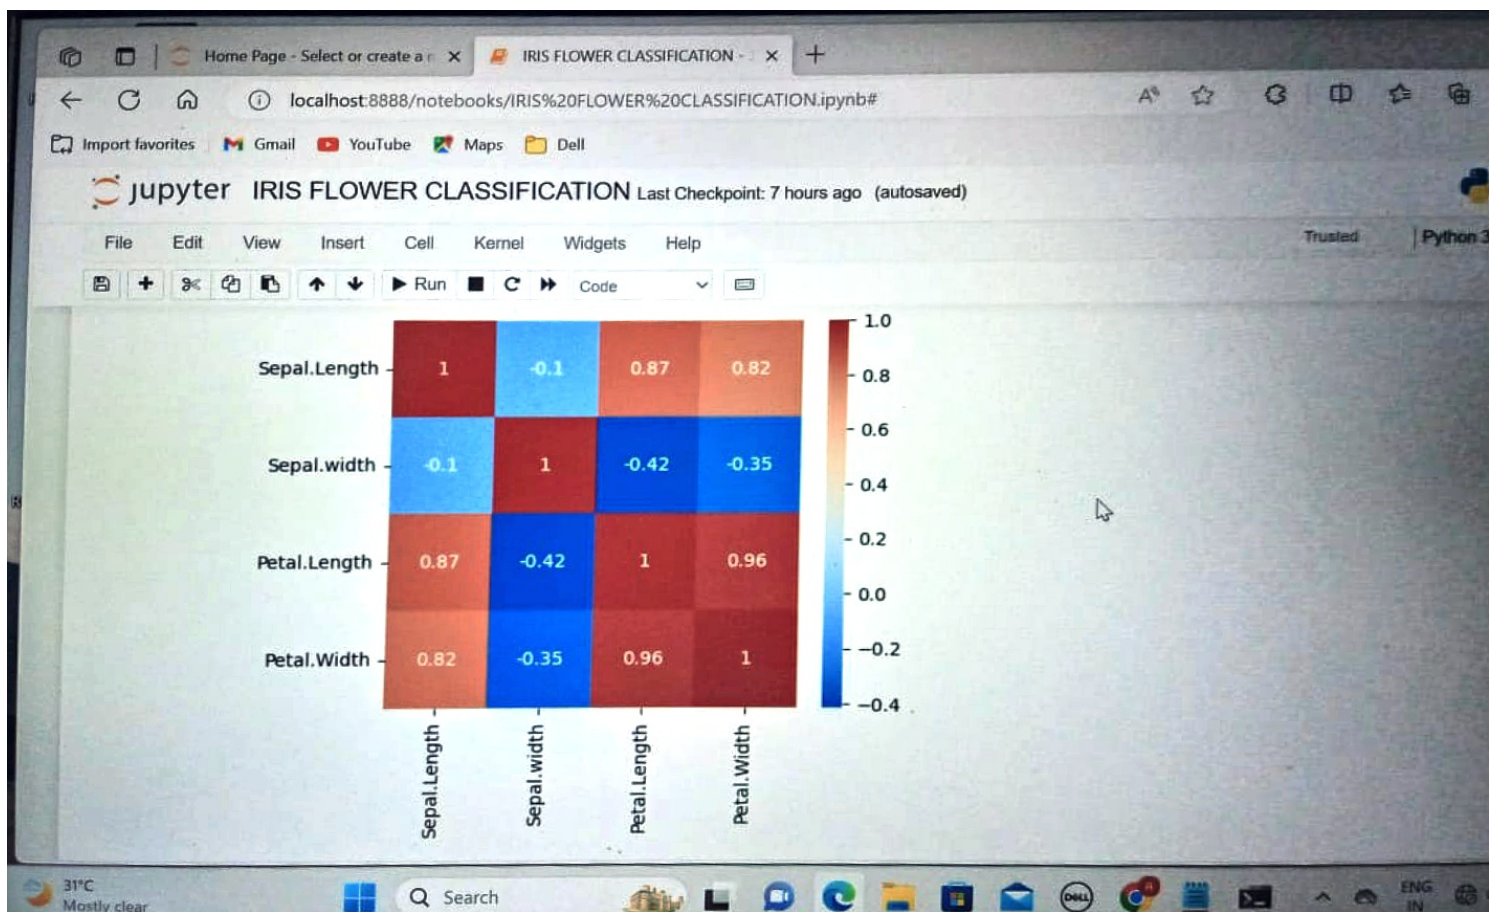 Home Page - Select or create a n
IRIS FLOWER CLASSIFICATION -
localhost:8888/notebooks/IRIS%20FLOWER%20CLASSIFICATION.ipynb#
Import favorites Gmail YouTube Maps Dell
jupyter IRIS FLOWER CLASSIFICATION Last Checkpoint: 7 hours ago (autosaved)
File Edit View Insert Cell Kernel Widgets Help Trusted Python 3
Run Code
Sepal.Length 1 -0.1 0.87 0.82
Sepal.width -0.1 1 -0.42 -0.35
Petal.Length 0.87 -0.42 1 0.96
Petal.Width 0.82 -0.35 0.96 1
1.0
0.8
0.6
0.4
0.2
0.0
−0.2
−0.4
Sepal.Length
Sepal.width
Petal.Length
Petal.Width
31°C
Mostly clear
Search
DELL
ENG
IN